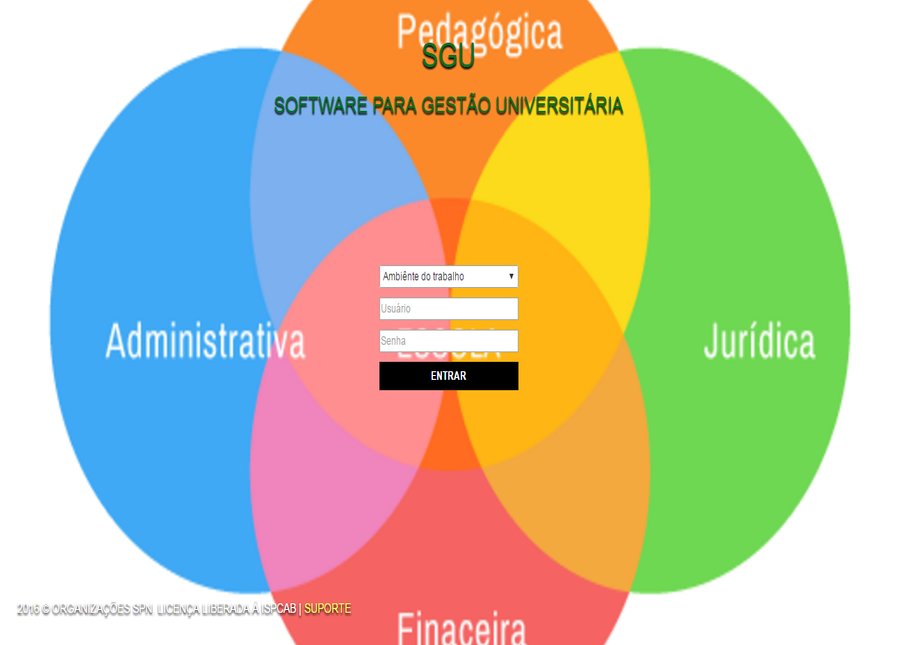 Pedagógica
SGU
SOFTWARE PARA GESTÃO UNIVERSITÁRIA
Ambiênte do trabalho
Usuário
Administrativa
Senha
ESCOLA
Jurídica
ENTRAR
2016 © ORGANIZAÇÕES SPN LICENÇA LIBERADA À ISPCAB | SUPORTE
Finaceira